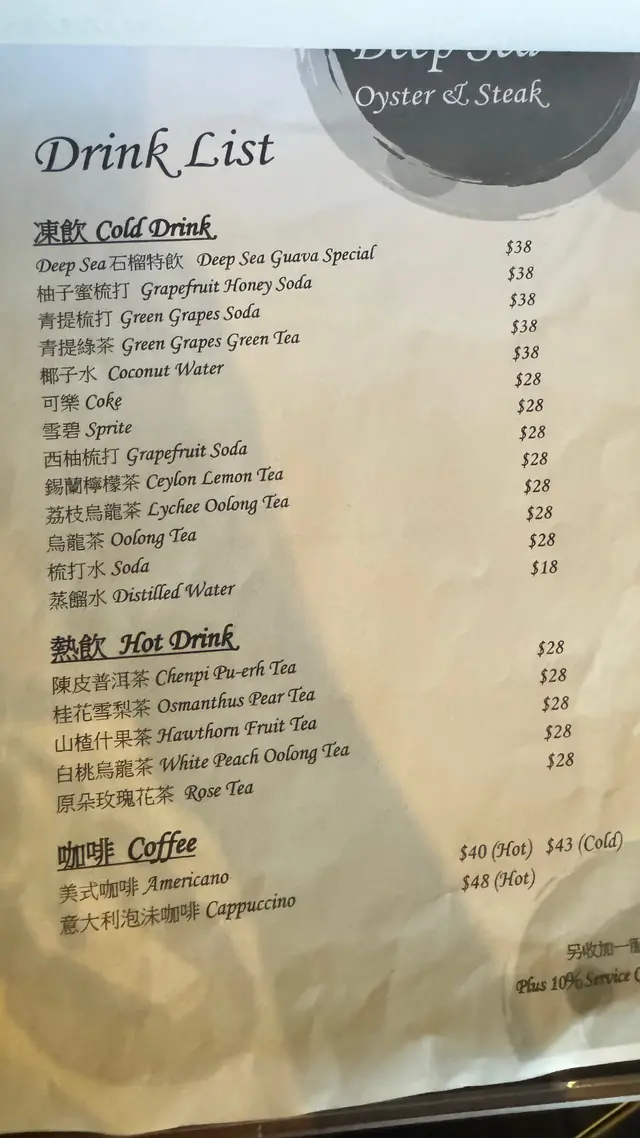 Deep Sea
Oyster & Steak
Drink List
凍飲 Cold Drink
Deep Sea石榴特飲 Deep Sea Guava Special $38
柚子蜜梳打 Grapefruit Honey Soda $38
青提梳打 Green Grapes Soda $38
青提綠茶 Green Grapes Green Tea $38
椰子水 Coconut Water $38
可樂 Coke $28
雪碧 Sprite $28
西柚梳打 Grapefruit Soda $28
錫蘭檸檬茶 Ceylon Lemon Tea $28
荔枝烏龍茶 Lychee Oolong Tea $28
烏龍茶 Oolong Tea $28
梳打水 Soda $28
蒸餾水 Distilled Water $18
熱飲 Hot Drink
陳皮普洱茶 Chenpi Pu-erh Tea $28
桂花雪梨茶 Osmanthus Pear Tea $28
山楂什果茶 Hawthorn Fruit Tea $28
白桃烏龍茶 White Peach Oolong Tea $28
原朵玫瑰花茶 Rose Tea $28
咖啡 Coffee
美式咖啡 Americano $40 (Hot) $43 (Cold)
意大利泡沫咖啡 Cappuccino $48 (Hot)
另收加一
Plus 10% Service